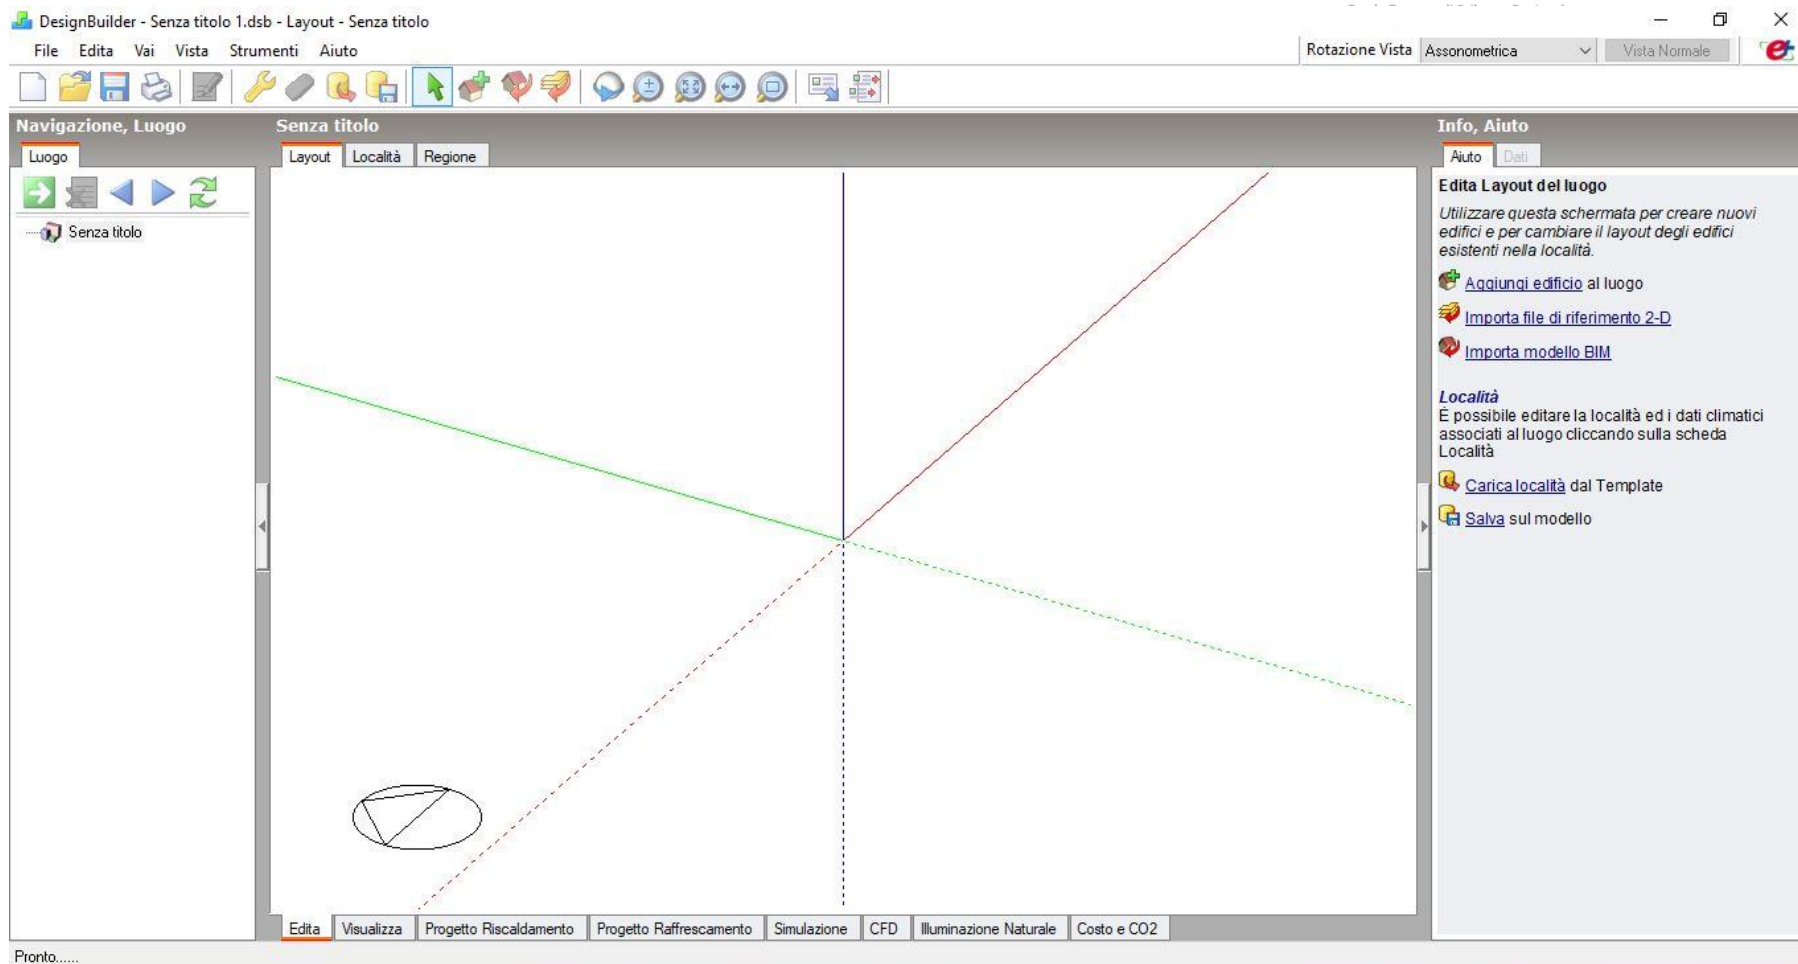 DesignBuilder - Senza titolo 1.dsb - Layout - Senza titolo
File Edita Vai Vista Strumenti Aiuto
Rotazione Vista Assonometrica Vista Normale
Navigazione, Luogo
Senza titolo
Info, Aiuto
Luogo
Layout Località Regione
Aiuto Dati
Senza titolo
Edita Layout del luogo
Utilizzare questa schermata per creare nuovi
edifici e per cambiare il layout degli edifici
esistenti nella località.
Aggiungi edificio al luogo
Importa file di riferimento 2-D
Importa modello BIM
Località
È possibile editare la località ed i dati climatici
associati al luogo cliccando sulla scheda
Località
Carica località dal Template
Salva sul modello
Edita Visualizza Progetto Riscaldamento Progetto Raffrescamento Simulazione CFD Illuminazione Naturale Costo e CO2
Pronto......